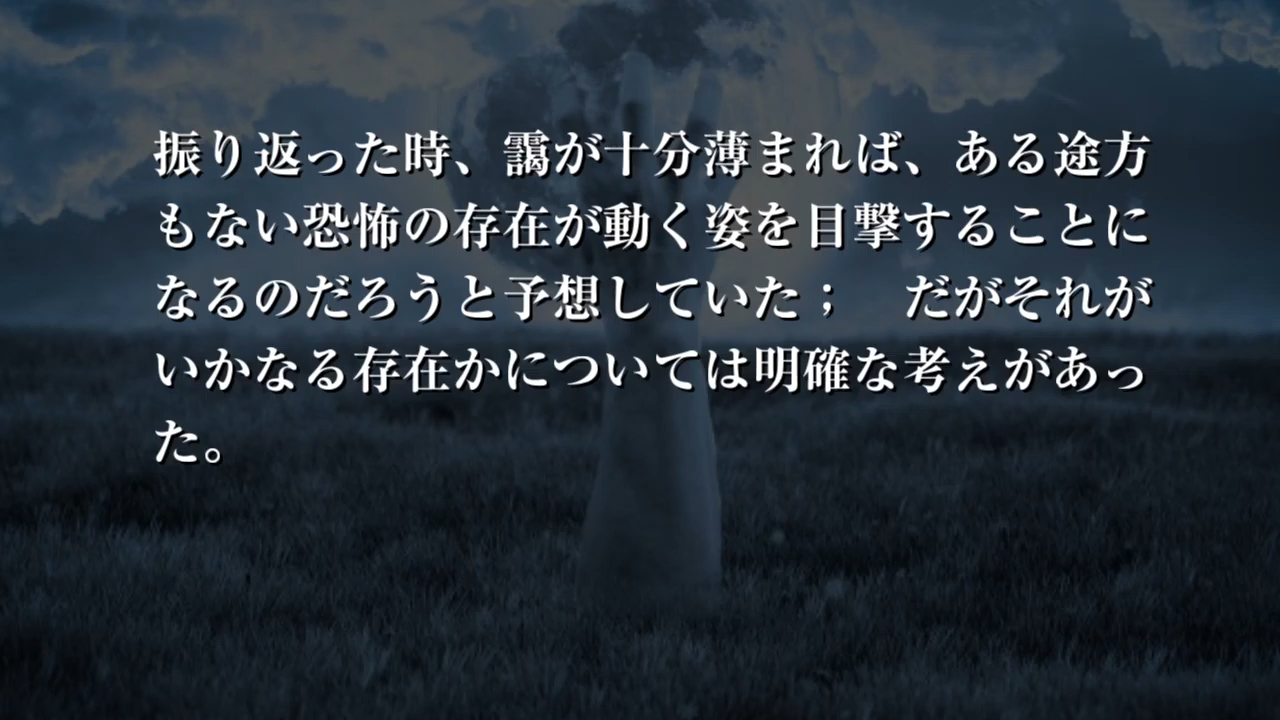 振り返った時、靄が十分薄まれば、ある途方
もない恐怖の存在が動く姿を目撃することに
なるのだろうと予想していた；　だがそれが
いかなる存在かについては明確な考えがあっ
た。